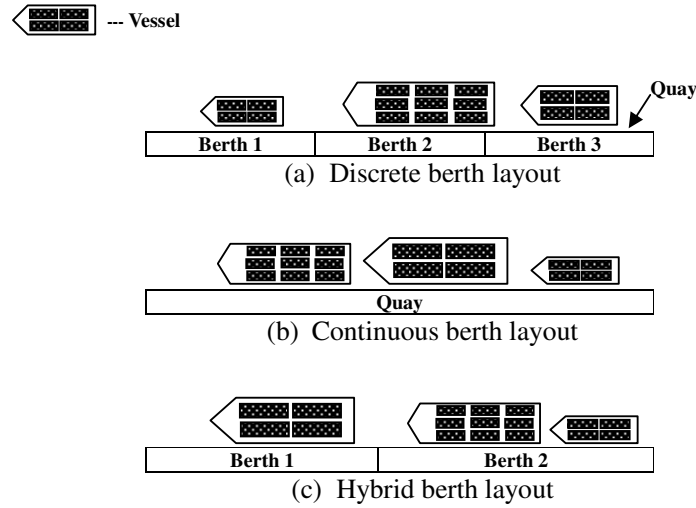 --- Vessel
Quay
Berth 1 Berth 2 Berth 3
(a) Discrete berth layout
Quay
(b) Continuous berth layout
Berth 1 Berth 2
(c) Hybrid berth layout